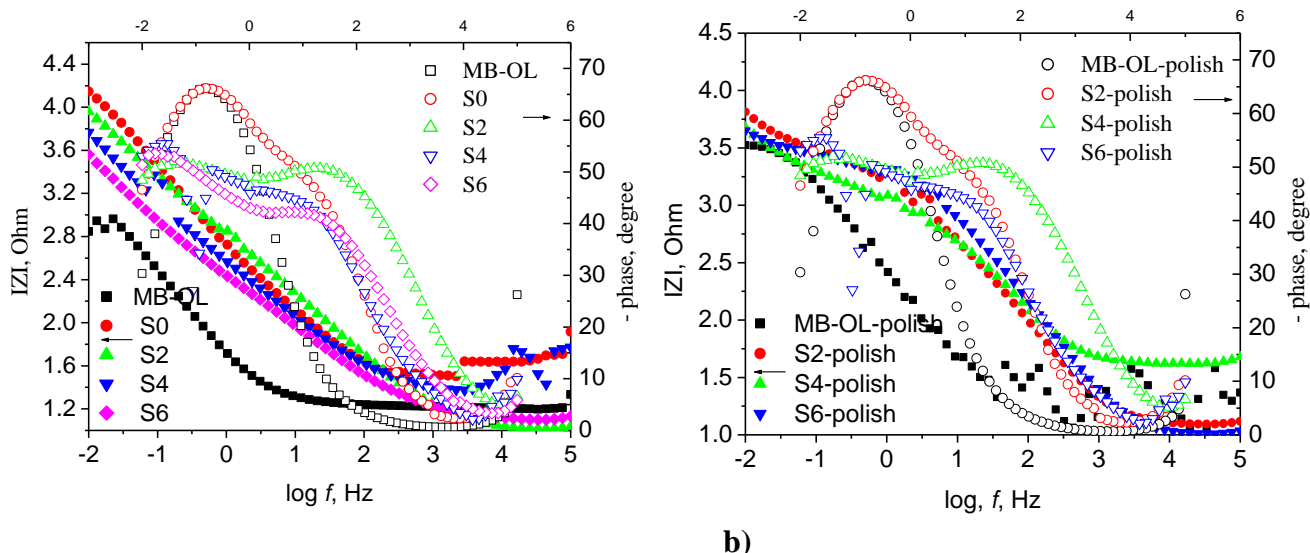 -2 0 2 4 6
4.4
4.0
3.6
3.2
2.8
2.4
2.0
1.6
1.2
IZI, Ohm
MB-OL
S0
S2
S4
S6
MB-OL
S0
S2
S4
S6
70
60
50
40
30
20
10
0
- phase, degree
-2 -1 0 1 2 3 4 5
log f, Hz
-2 0 2 4 6
4.5
4.0
3.5
3.0
2.5
2.0
1.5
1.0
IZI, Ohm
MB-OL-polish
S2-polish
S4-polish
S6-polish
MB-OL-polish
S2-polish
S4-polish
S6-polish
70
60
50
40
30
20
10
0
- phase, degree
-2 -1 0 1 2 3 4 5
log, f, Hz
b)